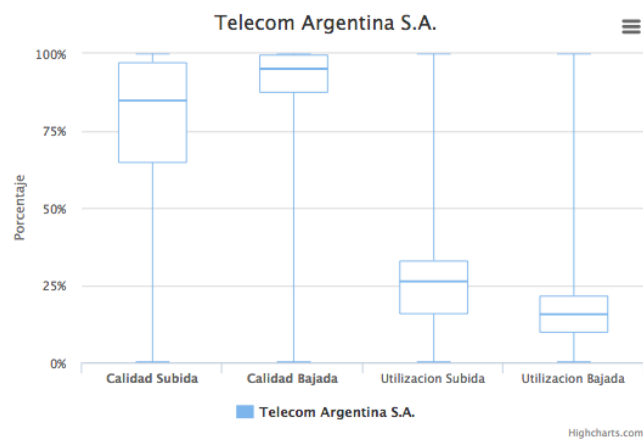 Telecom Argentina S.A.
100%
75%
50%
25%
0%
Porcentaje
Calidad Subida
Calidad Bajada
Utilizacion Subida
Utilizacion Bajada
Telecom Argentina S.A.
Highcharts.com